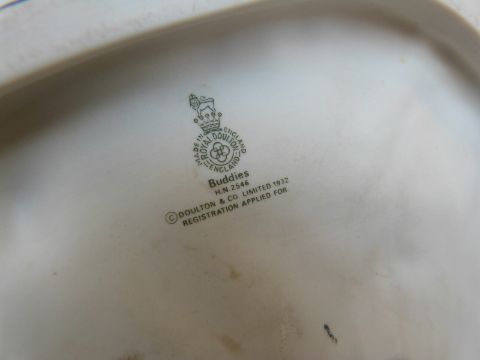 MADE IN ENGLAND
ROYAL DOULTON
ENGLAND
Buddies
H.N. 2546
© DOULTON & CO. LIMITED 1972
REGISTRATION APPLIED FOR.